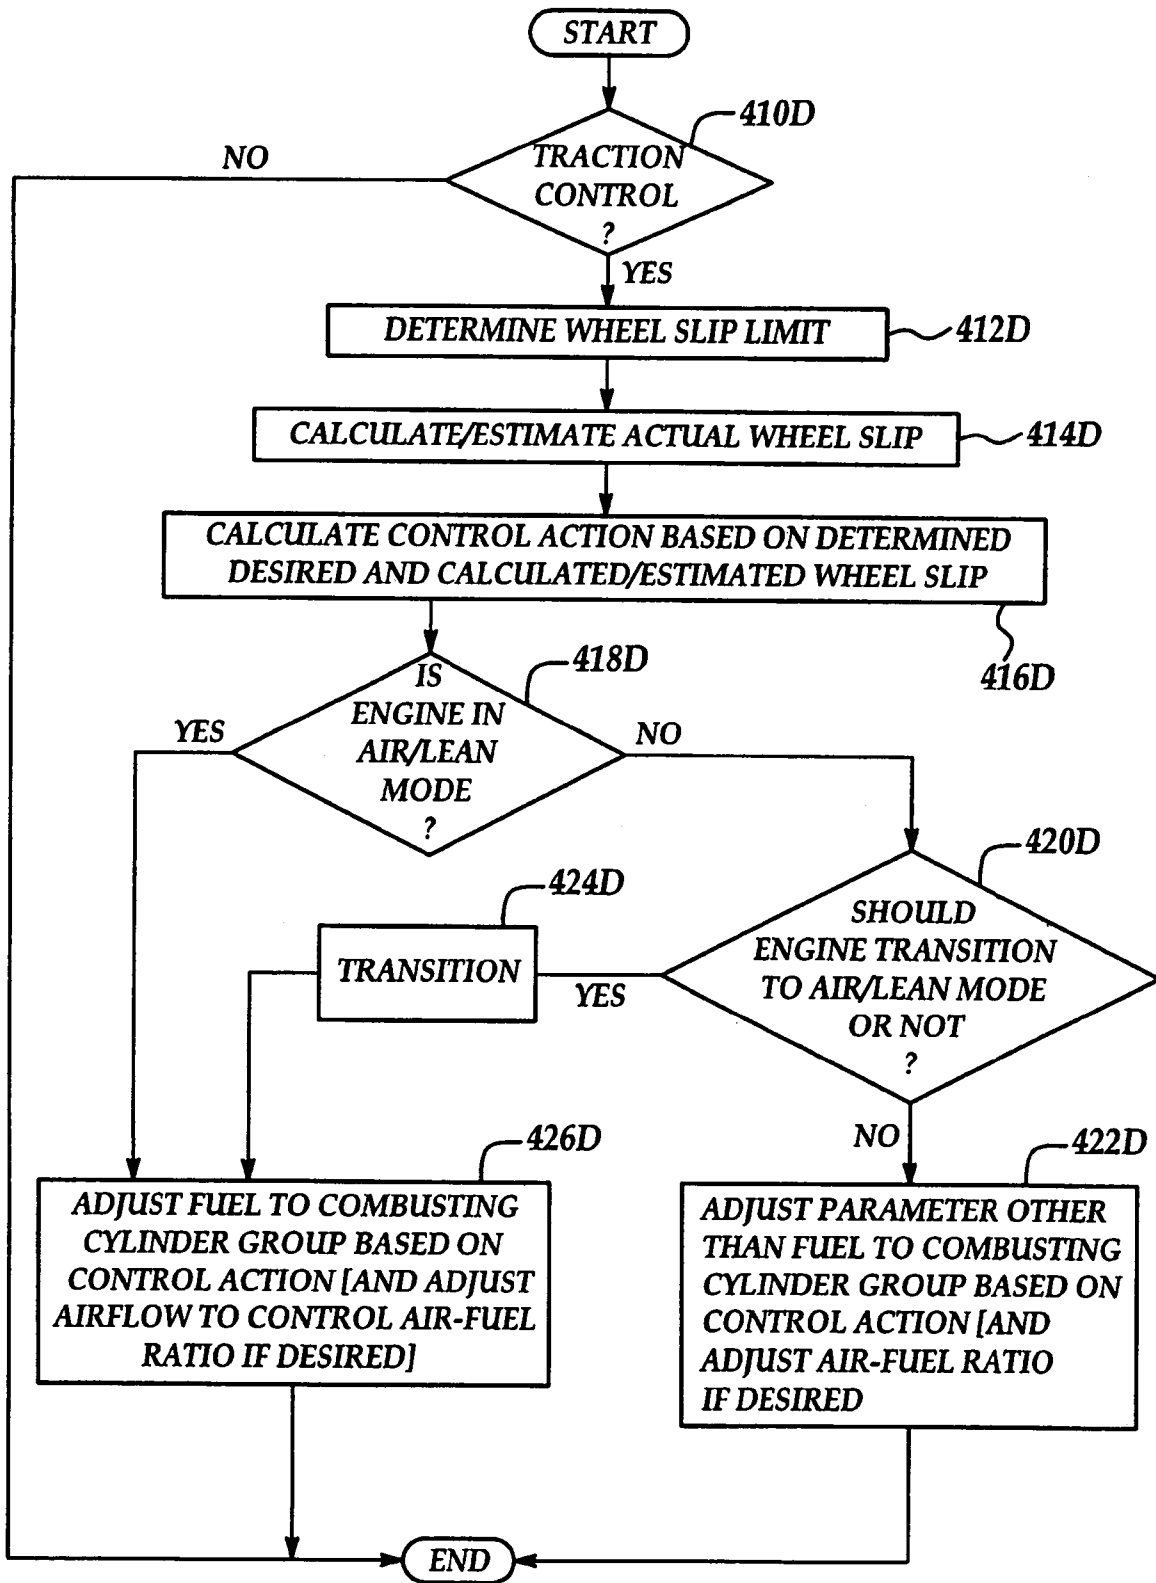 START
410D
NO
TRACTION
CONTROL
?
YES
DETERMINE WHEEL SLIP LIMIT
412D
CALCULATE/ESTIMATE ACTUAL WHEEL SLIP
414D
CALCULATE CONTROL ACTION BASED ON DETERMINED
DESIRED AND CALCULATED/ESTIMATED WHEEL SLIP
416D
418D
IS
ENGINE IN
AIR/LEAN
MODE
?
YES
NO
420D
SHOULD
ENGINE TRANSITION
TO AIR/LEAN MODE
OR NOT
?
424D
TRANSITION
YES
NO
426D
ADJUST FUEL TO COMBUSTING
CYLINDER GROUP BASED ON
CONTROL ACTION [AND ADJUST
AIRFLOW TO CONTROL AIR-FUEL
RATIO IF DESIRED]
422D
ADJUST PARAMETER OTHER
THAN FUEL TO COMBUSTING
CYLINDER GROUP BASED ON
CONTROL ACTION [AND
ADJUST AIR-FUEL RATIO
IF DESIRED
END